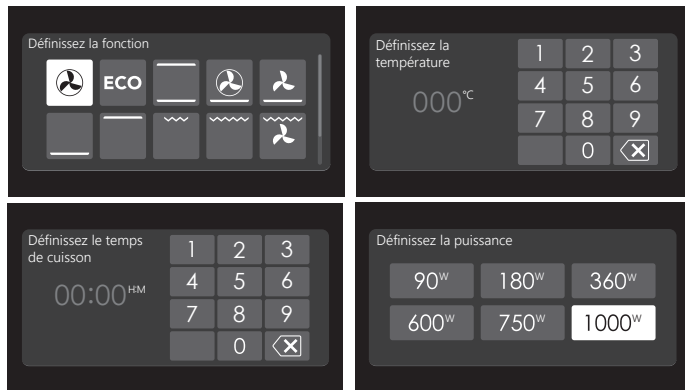 Définissez la fonction
ECO
Définissez la
température
000°C
1 2 3
4 5 6
7 8 9
0
Définissez le temps
de cuisson
00:00 H:M
1 2 3
4 5 6
7 8 9
0
Définissez la puissance
90W 180W 360W
600W 750W 1000W